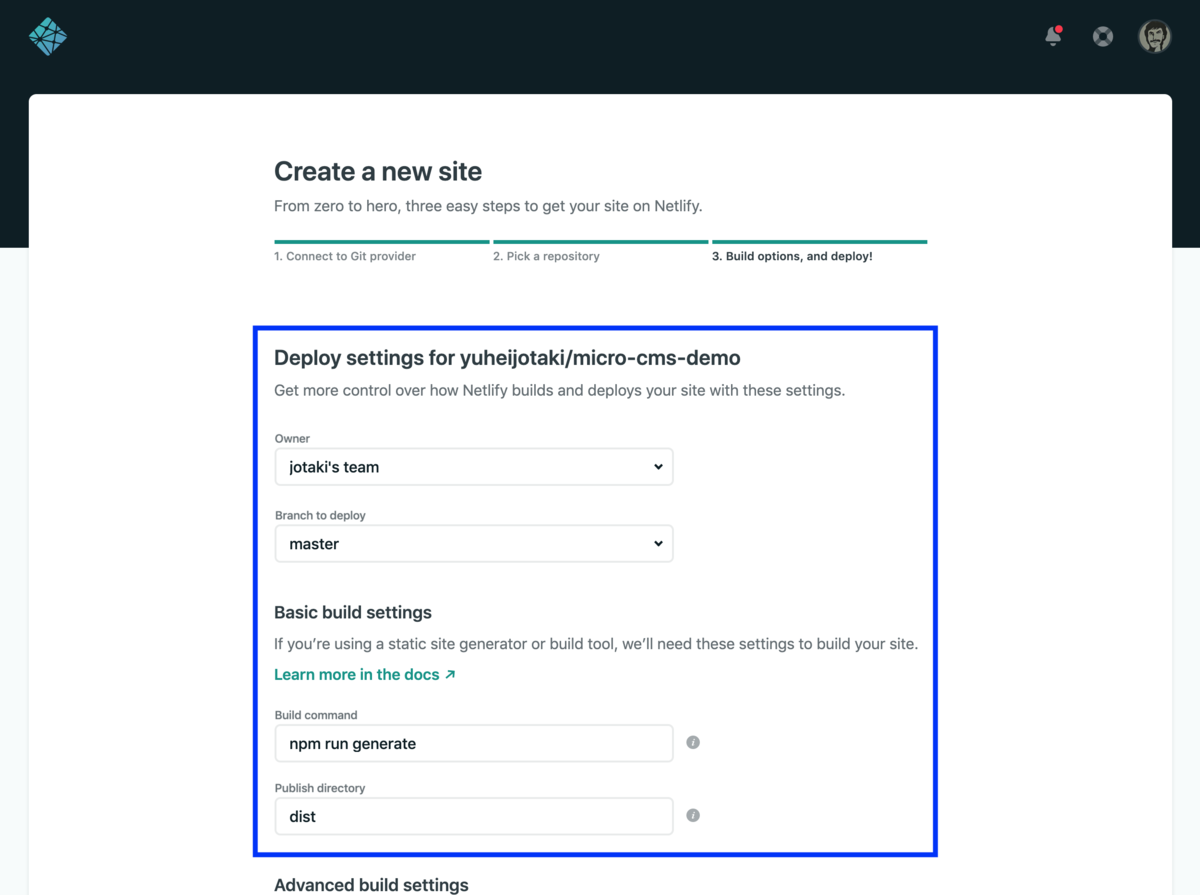 Create a new site
From zero to hero, three easy steps to get your site on Netlify.
1. Connect to Git provider
2. Pick a repository
3. Build options, and deploy!
Deploy settings for yuheijotaki/micro-cms-demo
Get more control over how Netlify builds and deploys your site with these settings.
Owner
jotaki's team
Branch to deploy
master
Basic build settings
If you’re using a static site generator or build tool, we’ll need these settings to build your site.
Learn more in the docs ↗
Build command
npm run generate
Publish directory
dist
Advanced build settings